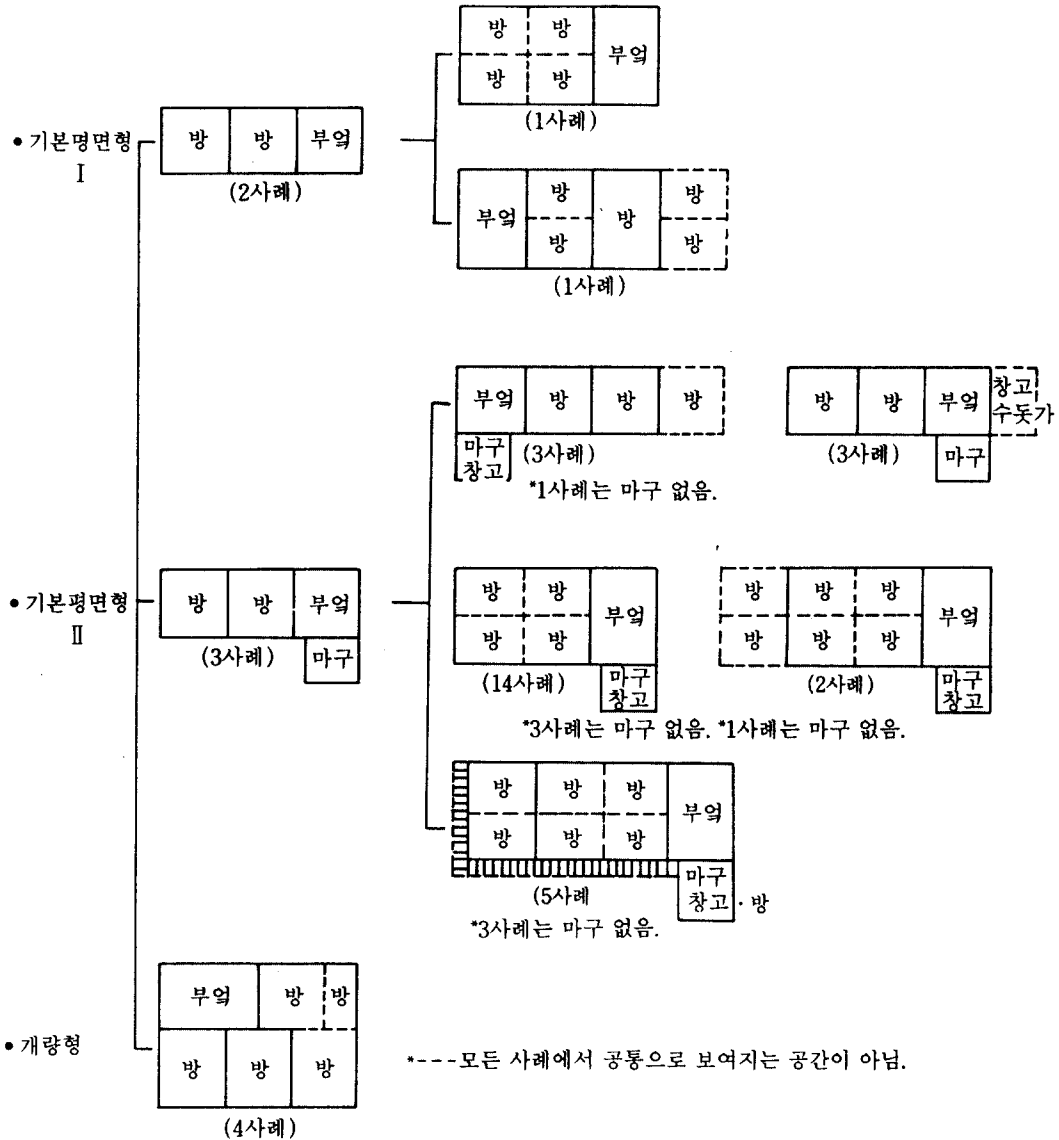 방 방 부엌
방 방
(1사례)
• 기본명면형
I
방 방 부엌
(2사례)
부엌 방 방 방
방 방
(1사례)
부엌 방 방 방
마구
창고
(3사례)
*1사례는 마구 없음.
방 방 부엌 창고
수돗가
(3사례)
마구
• 기본평면형
II
방 방 부엌
(3사례)
마구
방 방 부엌
방 방
(14사례)
마구
창고
*3사례는 마구 없음.
방 방 방 부엌
방 방 방
(2사례)
마구
창고
*1사례는 마구 없음.
방 방 방 부엌
방 방 방
(5사례
마구
창고 · 방
*3사례는 마구 없음.
• 개량형
부엌 방 방
방 방 방
(4사례)
*---모든 사례에서 공통으로 보여지는 공간이 아님.